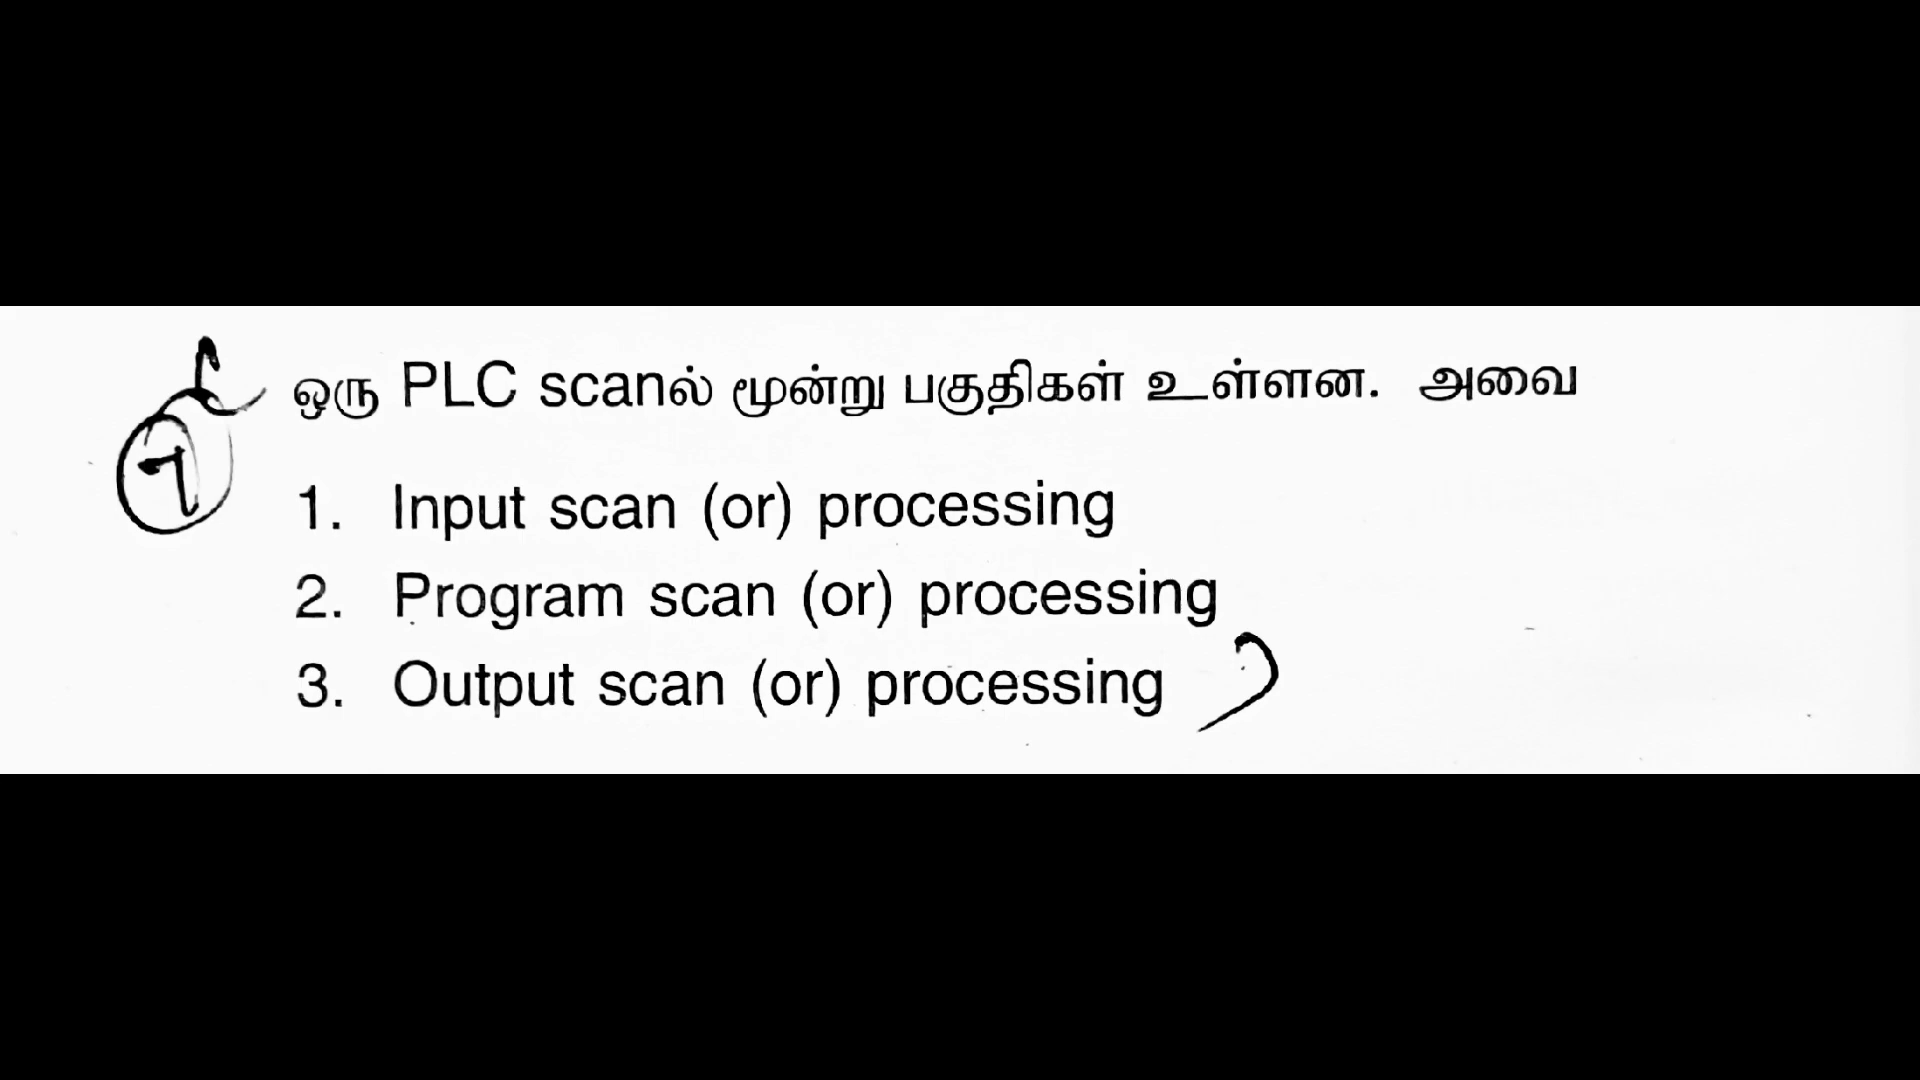 ஒரு PLC scanல் மூன்று பகுதிகள் உள்ளன. அவை
7
1. Input scan (or) processing
2. Program scan (or) processing
3. Output scan (or) processing